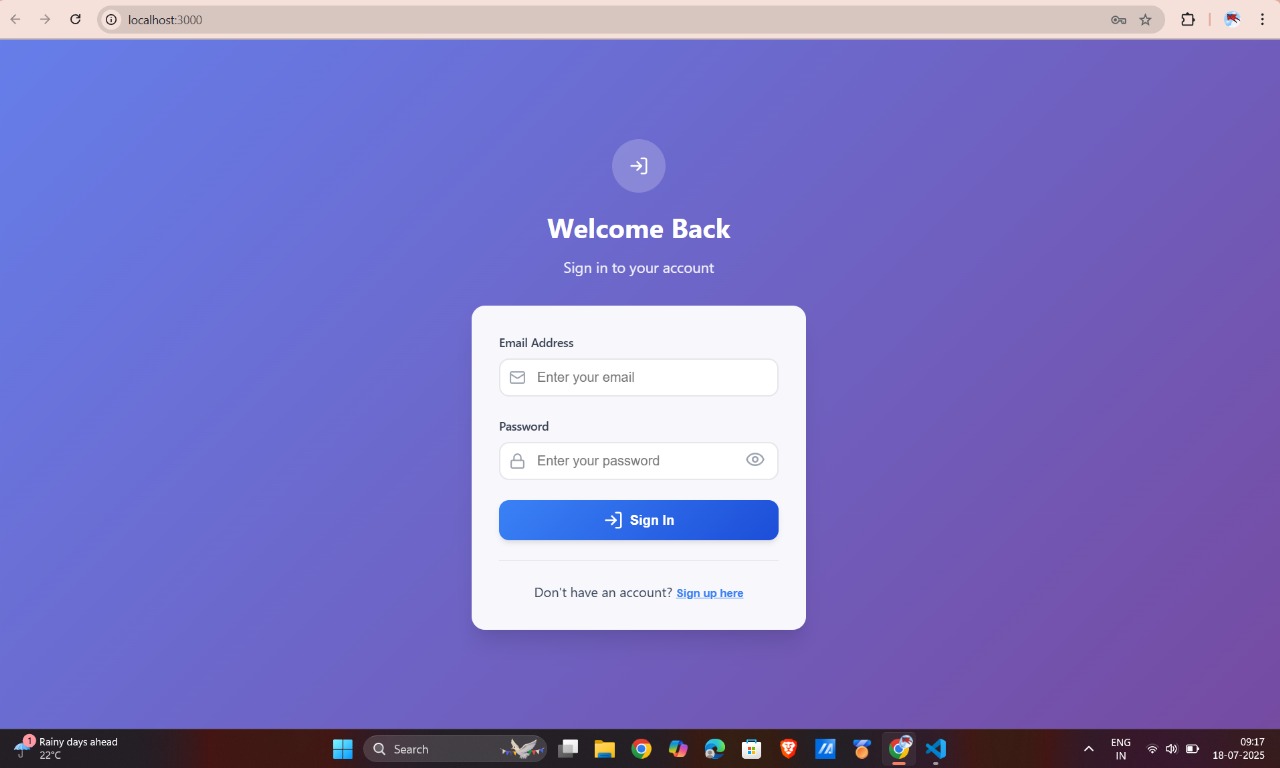 localhost:3000
Welcome Back
Sign in to your account
Email Address
Enter your email
Password
Enter your password
Sign In
Don't have an account? Sign up here
1
Rainy days ahead
22°C
Search
ENG
IN
09:17
18-07-2025